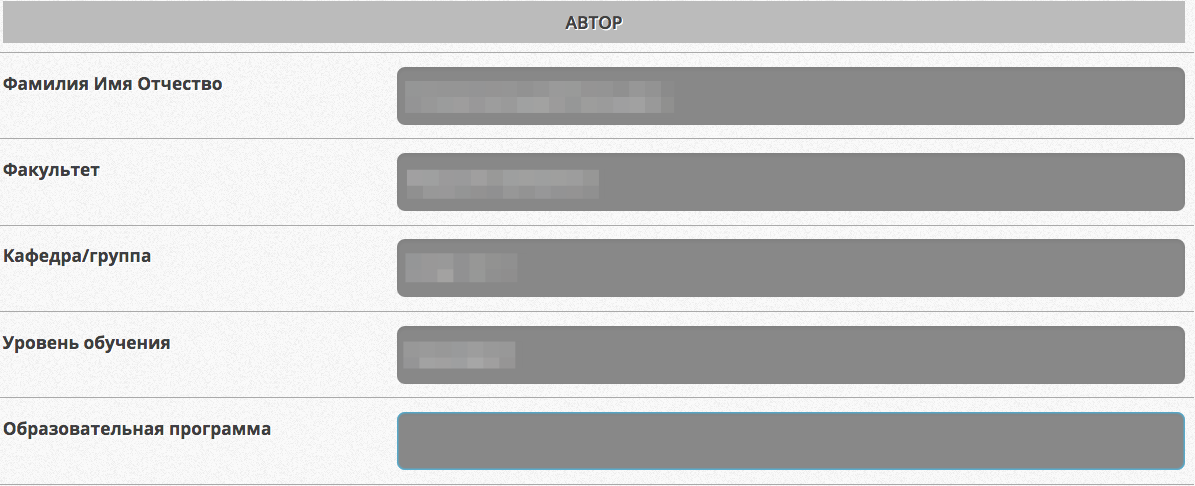 АВТОР
Фамилия Имя Отчество
Факультет
Кафедра/группа
Уровень обучения
Образовательная программа